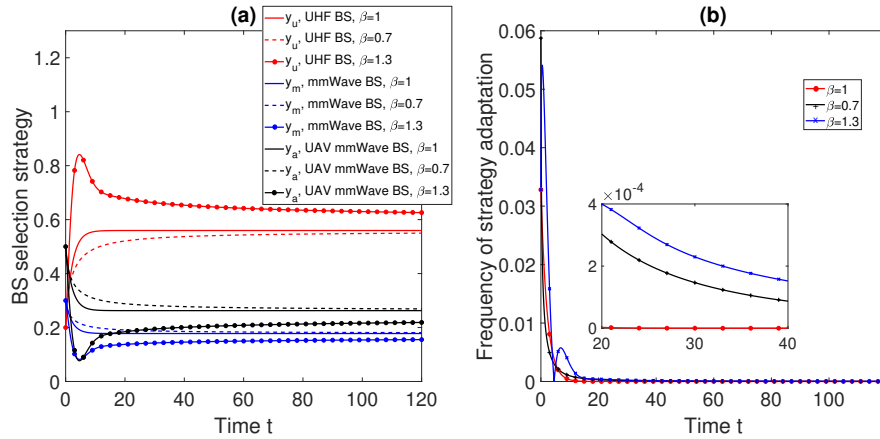 (a)
y_u, UHF BS, β=1
y_u, UHF BS, β=0.7
y_u, UHF BS, β=1.3
y_m, mmWave BS, β=1
y_m, mmWave BS, β=0.7
y_m, mmWave BS, β=1.3
y_a, UAV mmWave BS, β=1
y_a, UAV mmWave BS, β=0.7
y_a, UAV mmWave BS, β=1.3
BS selection strategy
1.2
1
0.8
0.6
0.4
0.2
0
0 20 40 60 80 100 120
Time t
(b)
β=1
β=0.7
β=1.3
Frequency of strategy adaptation
0.06
0.05
0.04
0.03
0.02
0.01
0
0 20 40 60 80 100
Time t
×10^-4
4
2
0
20 30 40